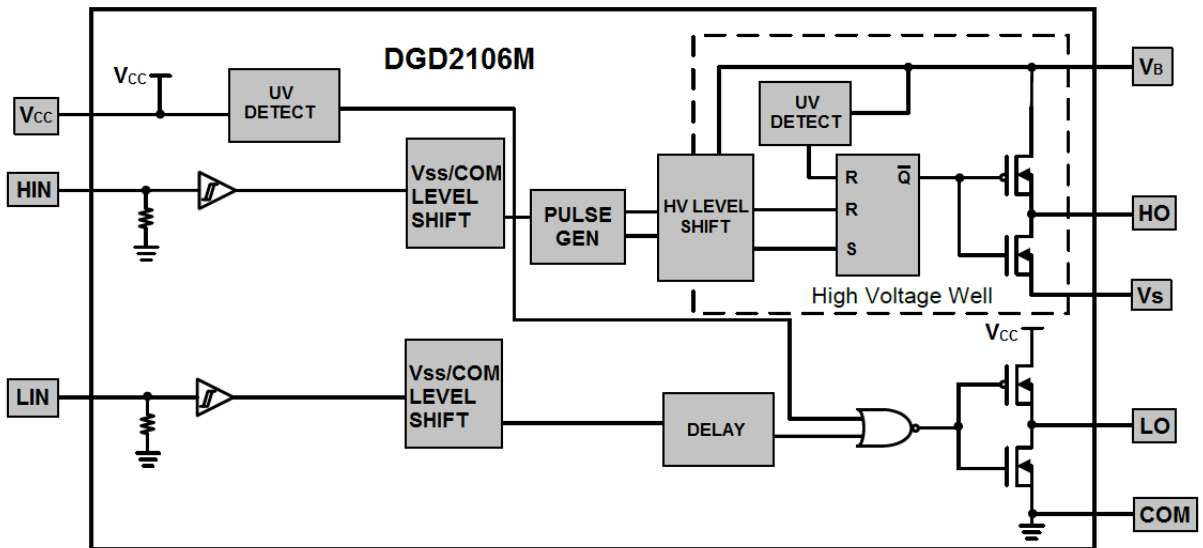 DGD2106M
VCC
VCC
UV
DETECT
HIN
Vss/COM
LEVEL
SHIFT
PULSE
GEN
HV LEVEL
SHIFT
UV
DETECT
R
Q̅
R
S
High Voltage Well
VB
HO
Vs
LIN
Vss/COM
LEVEL
SHIFT
DELAY
VCC
LO
COM